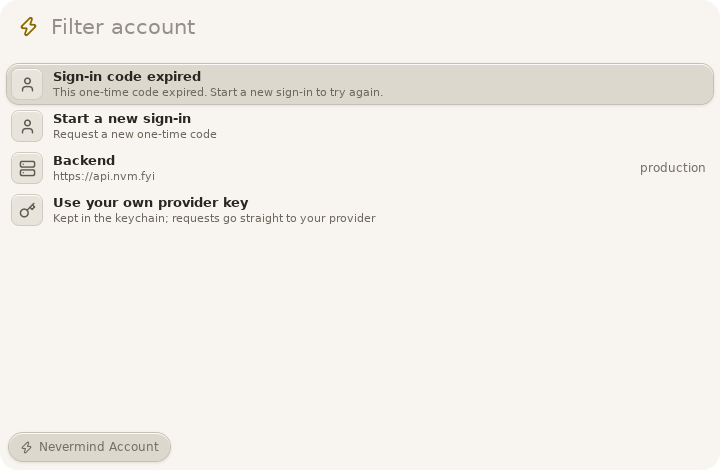 Filter account
Sign-in code expired
This one-time code expired. Start a new sign-in to try again.
Start a new sign-in
Request a new one-time code
Backend
https://api.nvm.fyi
production
Use your own provider key
Kept in the keychain; requests go straight to your provider
Nevermind Account